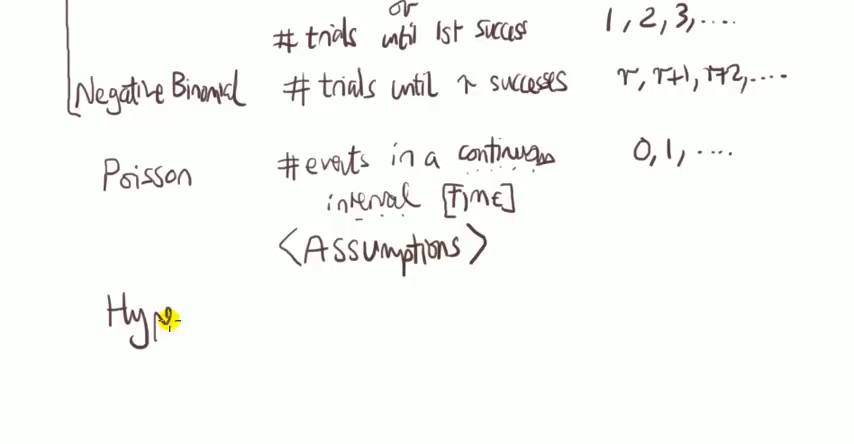 or
# trials until 1st success 1, 2, 3, ....
Negative Binomial # trials until r successes r, r+1, r+2, ....
Poisson # events in a continuous 0, 1, ....
interval [TIME]
<Assumptions>
Hype